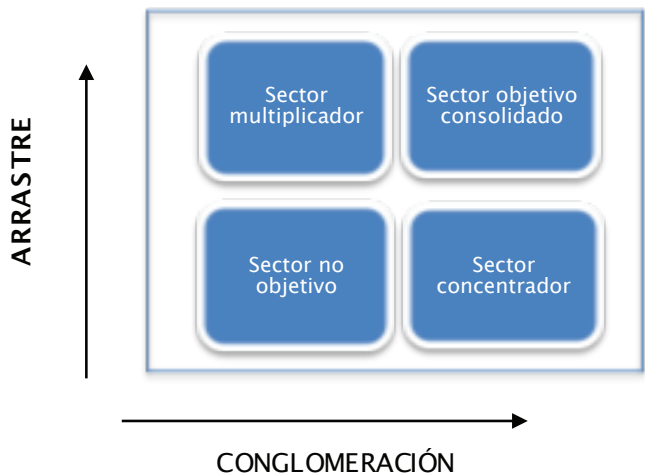 ARRASTRE
Sector
multiplicador
Sector objetivo
consolidado
Sector no
objetivo
Sector
concentrador
CONGLOMERACIÓN